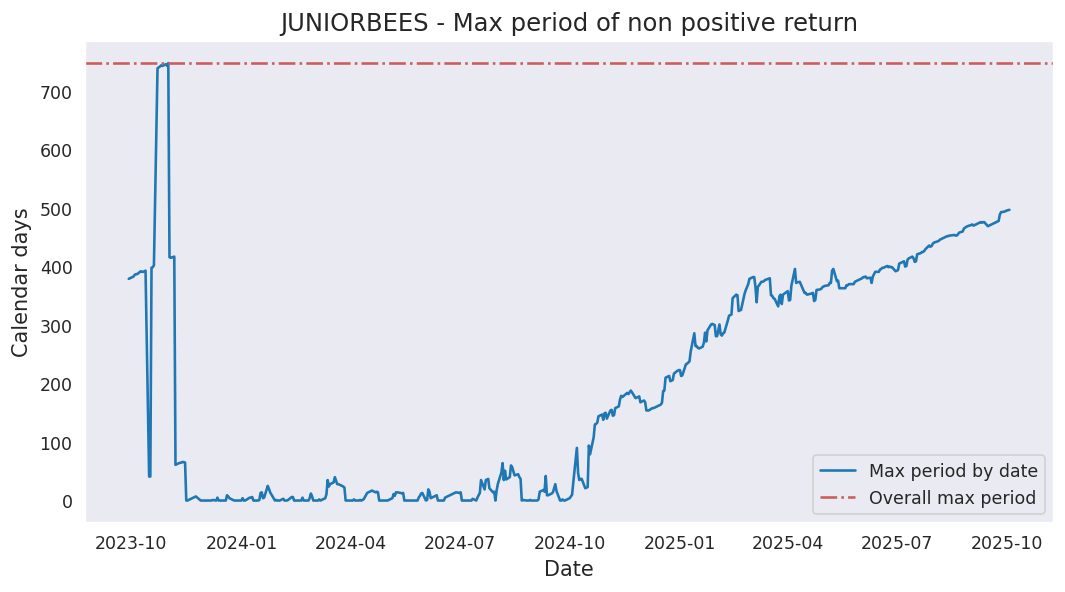 JUNIORBEES - Max period of non positive return
Calendar days
700
600
500
400
300
200
100
0
2023-10 2024-01 2024-04 2024-07 2024-10 2025-01 2025-04 2025-07 2025-10
Date
Max period by date
Overall max period